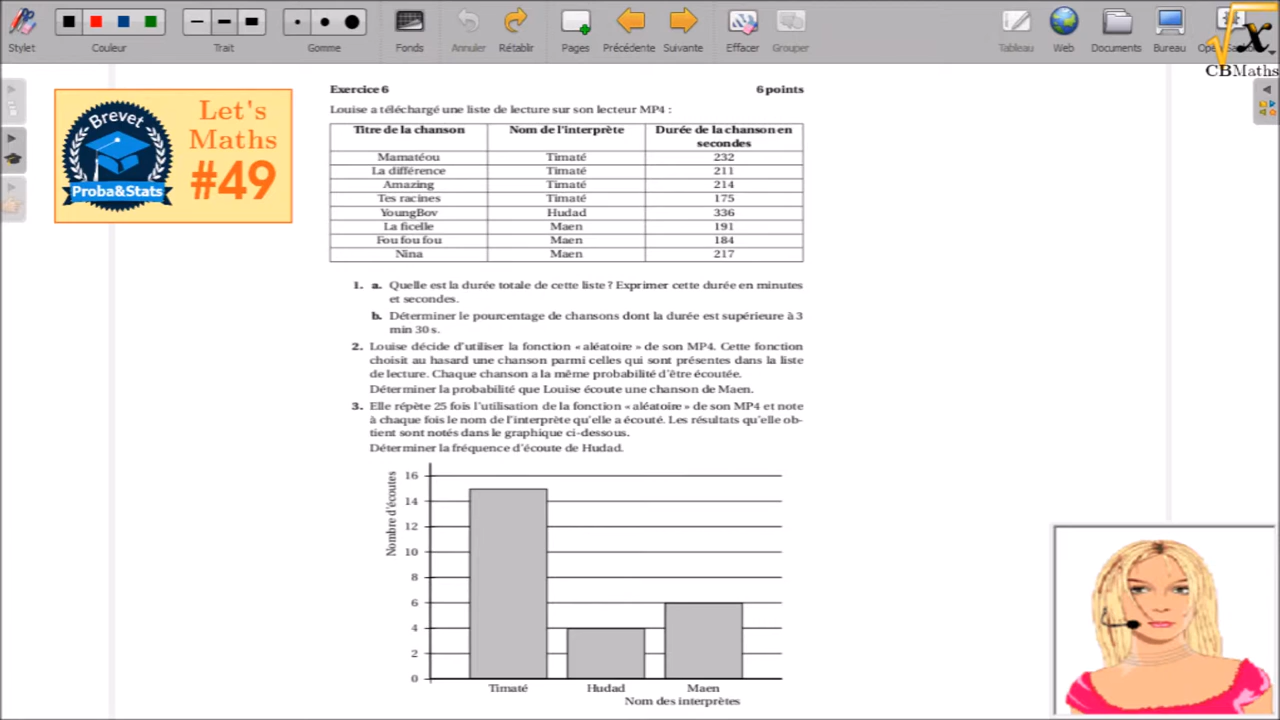 Stylet Couleur Trait Gomme Fonds Annuler Rétablir Pages Précédente Suivante Effacer Grouper Tableau Web Documents Bureau
CBMaths
Brevet
Proba&Stats
Let's
Maths
#49
Exercice 6 6 points
Louise a téléchargé une liste de lecture sur son lecteur MP4 :
Titre de la chanson Nom de l'interprète Durée de la chanson en
secondes
Mamatéou Timaté 232
La différence Timaté 211
Amazing Timaté 214
Tes racines Timaté 175
YoungBov Hudad 336
La ficelle Maen 191
Fou fou fou Maen 184
Nina Maen 217
1. a. Quelle est la durée totale de cette liste ? Exprimer cette durée en minutes
et secondes.
b. Déterminer le pourcentage de chansons dont la durée est supérieure à 3
min 30 s.
2. Louise décide d'utiliser la fonction « aléatoire » de son MP4. Cette fonction
choisit au hasard une chanson parmi celles qui sont présentes dans la liste
de lecture. Chaque chanson a la même probabilité d'être écoutée.
Déterminer la probabilité que Louise écoute une chanson de Maen.
3. Elle répète 25 fois l'utilisation de la fonction « aléatoire » de son MP4 et note
à chaque fois le nom de l'interprète qu'elle a écouté. Les résultats qu'elle ob-
tient sont notés dans le graphique ci-dessous.
Déterminer la fréquence d'écoute de Hudad.
Nombre d'écoutes
16
14
12
10
8
6
4
2
0
Timaté Hudad Maen
Nom des interprètes